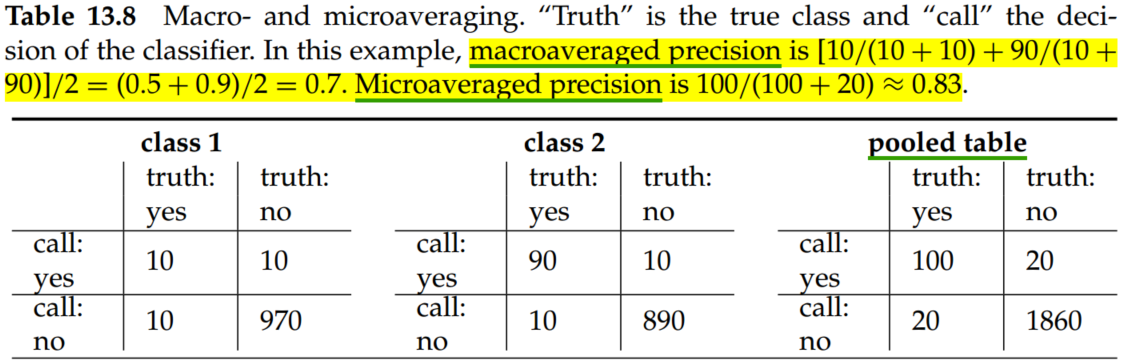 Table 13.8 Macro- and microaveraging. “Truth” is the true class and “call” the deci-
sion of the classifier. In this example, macroaveraged precision is [10/(10 + 10) + 90/(10 +
90)]/2 = (0.5 + 0.9)/2 = 0.7. Microaveraged precision is 100/(100 + 20) ≈ 0.83.
class 1 class 2 pooled table
truth: truth: truth: truth: truth: truth:
yes no yes no yes no
call: call: call:
yes 10 10 yes 90 10 yes 100 20
call: call: call:
no 10 970 no 10 890 no 20 1860